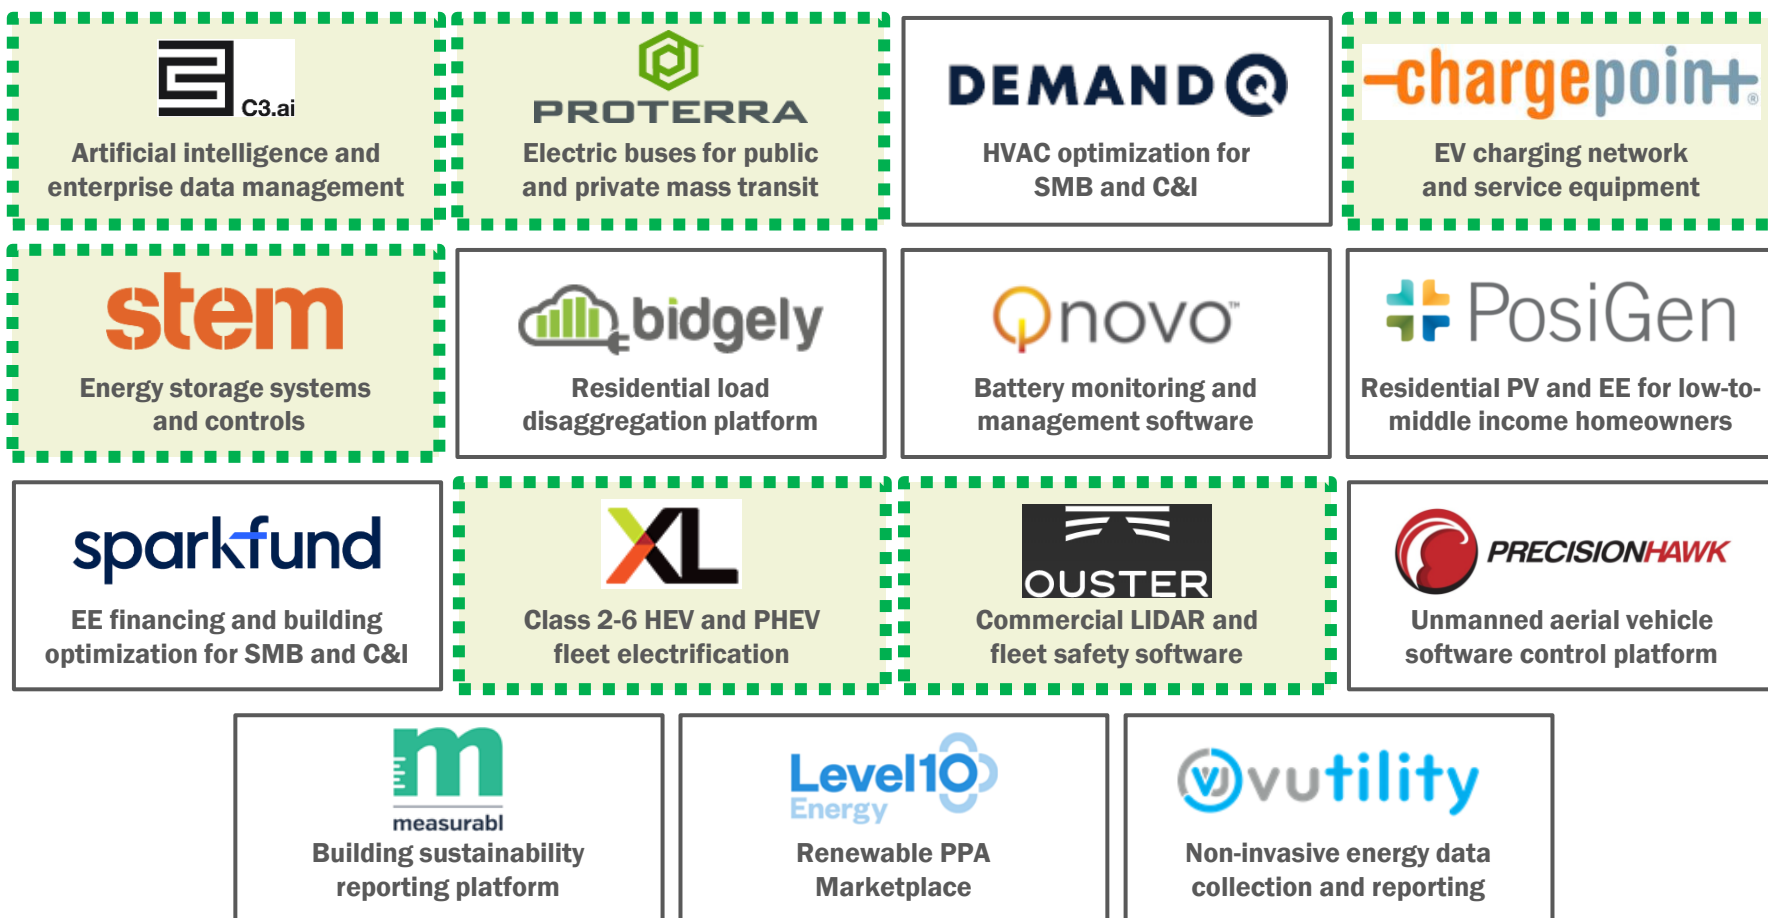 C3.ai
Artificial intelligence and
enterprise data management
PROTERRA
Electric buses for public
and private mass transit
DEMAND Q
HVAC optimization for
SMB and C&I
-chargepoint®
EV charging network
and service equipment
stem
Energy storage systems
and controls
bidgely
Residential load
disaggregation platform
Qnovo™
Battery monitoring and
management software
PosiGen
Residential PV and EE for low-to-
middle income homeowners
sparkfund
EE financing and building
optimization for SMB and C&I
XL
Class 2-6 HEV and PHEV
fleet electrification
OUSTER
Commercial LIDAR and
fleet safety software
PRECISIONHAWK
Unmanned aerial vehicle
software control platform
m
measurabl
Building sustainability
reporting platform
Level10
Energy
Renewable PPA
Marketplace
vutility
Non-invasive energy data
collection and reporting